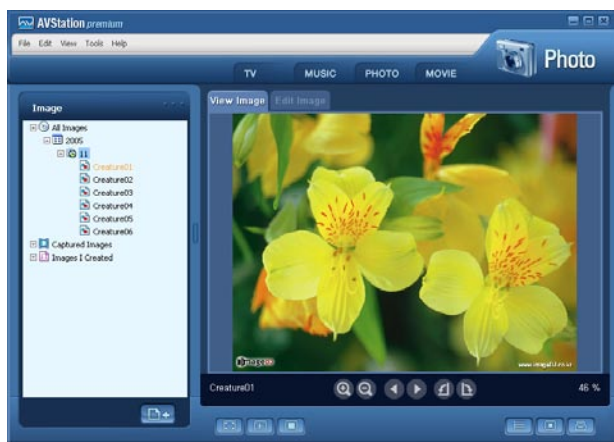 AVStation premium
File Edit View Tools Help
Photo
TV MUSIC PHOTO MOVIE
Image
View Image Edit Image
All Images
2005
11
Creature01
Creature02
Creature03
Creature04
Creature05
Creature06
Captured Images
Images I Created
Creature01
46 %